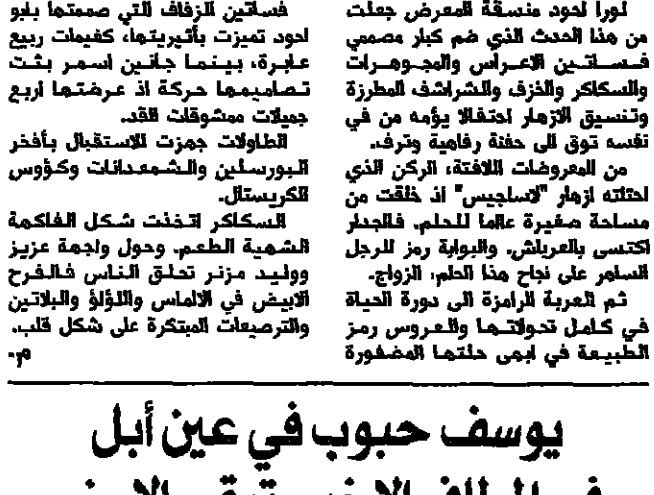 لورا لحود منسقة المعرض جعلت
من هذا الحدث الذي ضم كبار مصممي
فساتين الاعراس والمجوهرات
والسكاكر والخزف والشراشف المطرزة
وتنسيق الازهار احتفالا يؤمه من في
نفسه توق الى حفنة رفاهية وترف.
من المعروضات اللافتة، الركن الذي
احتلته ازهار "لاساجيس" اذ خلقت من
مساحة صغيرة عالما للحلم. فالجدار
اكتسى بالعرباش. والبوابة رمز للرجل
الساهر على نجاح هذا الحلم، الزواج.
ثم العربة الرامزة الى دورة الحياة
في كامل تحولاتها والعروس رمز
الطبيعة في ابهى حلتها المضفورة
فساتين الزفاف التي صممتها بابو
لحود تميزت بأثيريتها، كغيمات ربيع
عابرة، بينما جانين اسمر بثت
تصاميمها حركة اذ عرضتها اربع
جميلات ممشوقات القد.
الطاولات جهزت للاستقبال بأفخر
البورسلين والشمعدانات وكؤوس
الكريستال.
السكاكر اتخذت شكل الفاكهة
الشهية الطعم. وحول واجهة عزيز
ووليد مزنر تحلق الناس فالفرح
الابيض في الالماس واللؤلؤ والبلاتين
والترصيعات المبتكرة على شكل قلب.
م.
يوسف حبوب في عين أبل